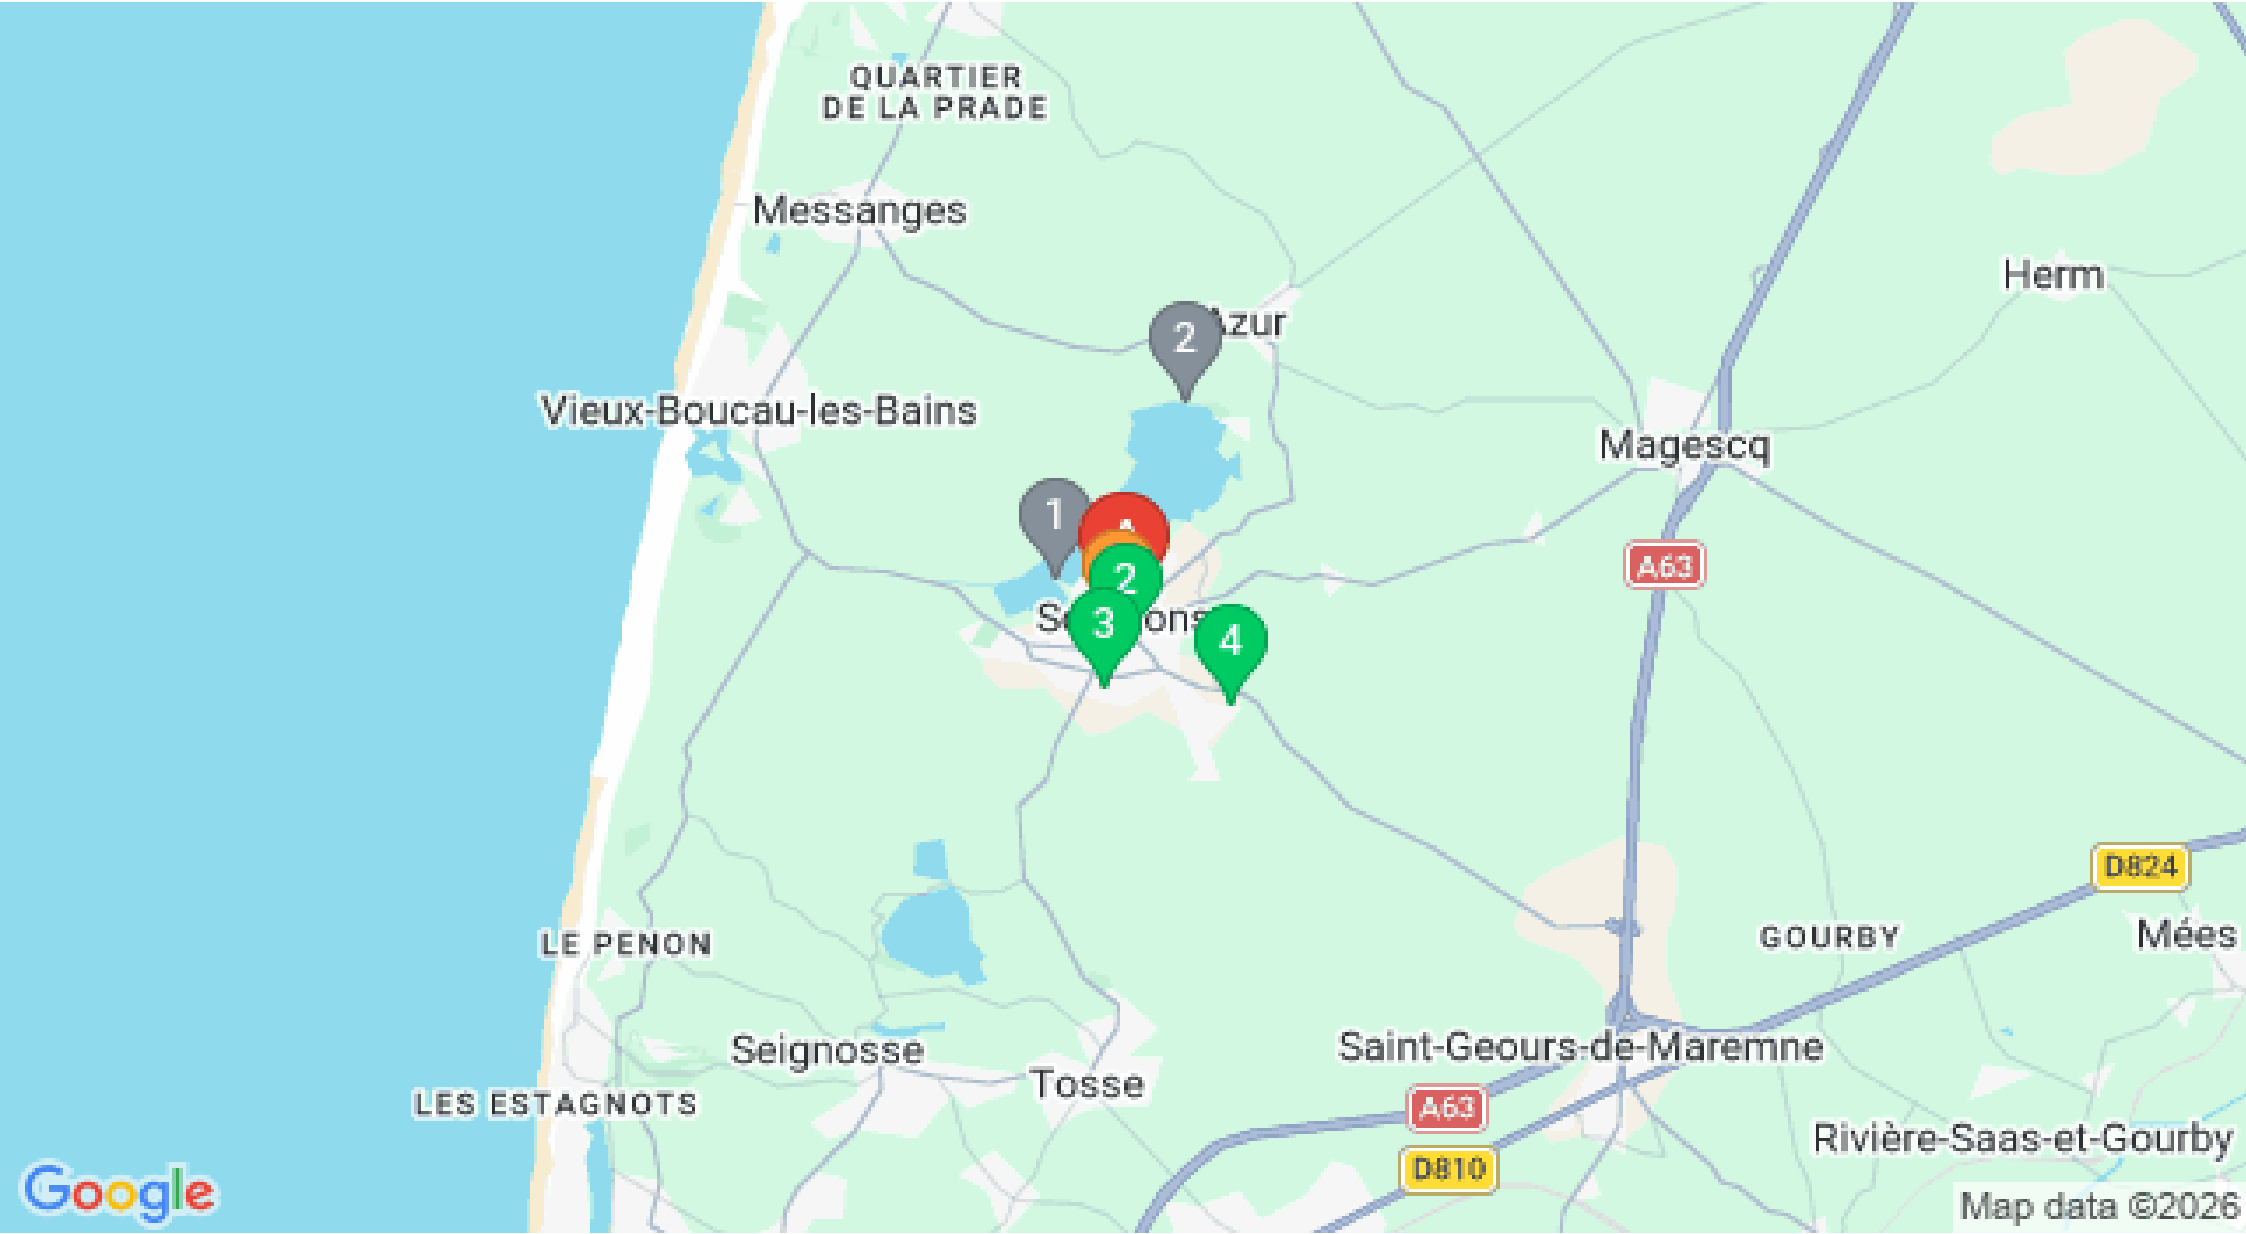 QUARTIER
DE LA PRADE
Messanges
Herm
2
Azur
Vieux-Boucau-les-Bains
Magescq
1
A63
2
3
4
D824
LE PENON
GOURBY
Mées
Seignosse
Saint-Geours-de-Maremne
Tosse
LES ESTAGNOTS
A63
Rivière-Saas-et-Gourby
D810
Google
Map data ©2026